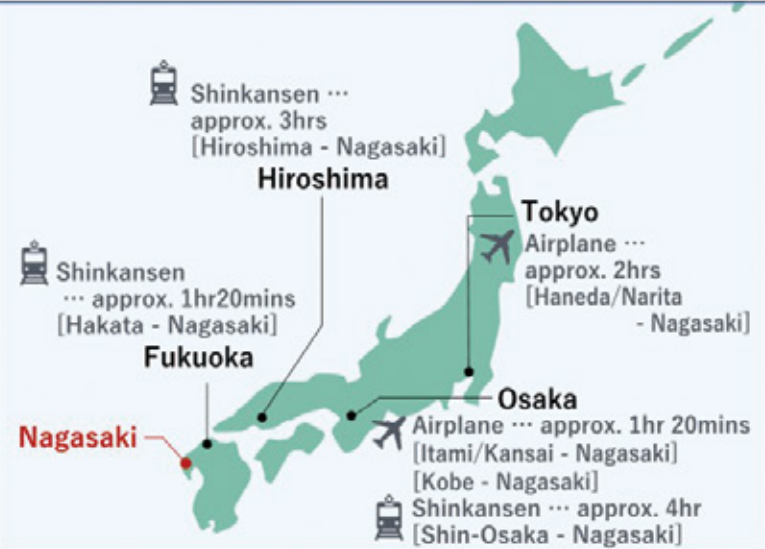 Shinkansen …
approx. 3hrs
[Hiroshima - Nagasaki]
Hiroshima
Tokyo
Airplane …
approx. 2hrs
[Haneda/Narita
- Nagasaki]
Shinkansen
… approx. 1hr20mins
[Hakata - Nagasaki]
Fukuoka
Nagasaki
Osaka
Airplane … approx. 1hr 20mins
[Itami/Kansai - Nagasaki]
[Kobe - Nagasaki]
Shinkansen … approx. 4hr
[Shin-Osaka - Nagasaki]